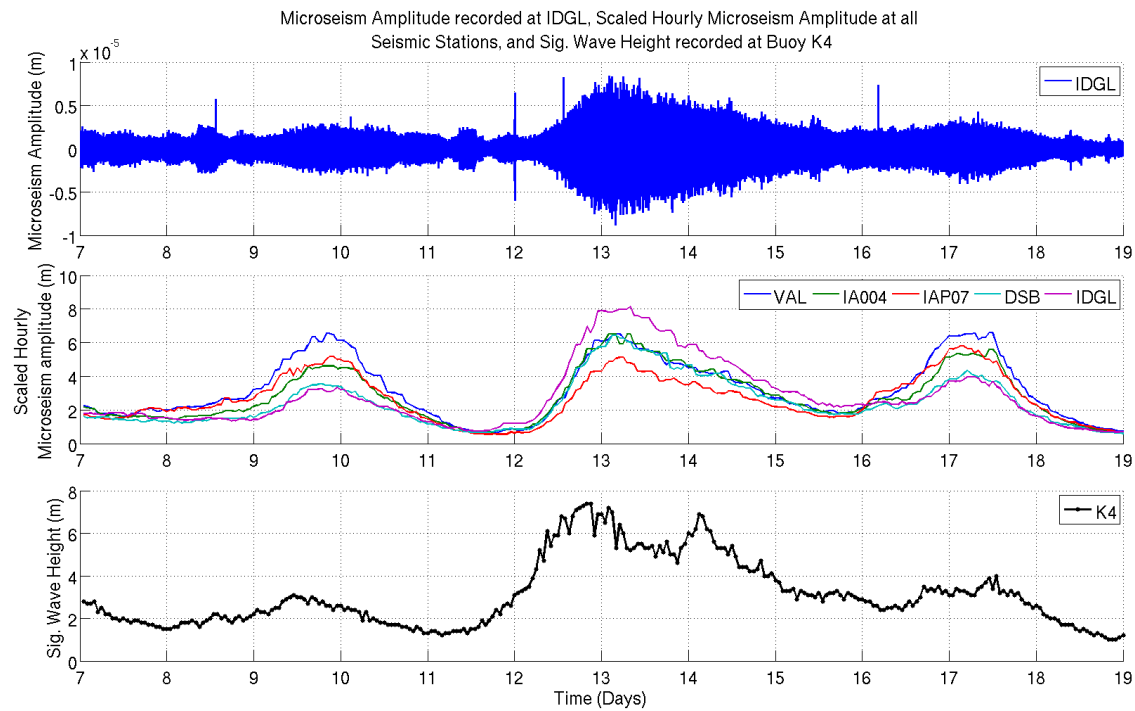 Microseism Amplitude recorded at IDGL, Scaled Hourly Microseism Amplitude at all
Seismic Stations, and Sig. Wave Height recorded at Buoy K4
x 10^-5
Microseism Amplitude (m)
1
0.5
0
-0.5
-1
IDGL
7 8 9 10 11 12 13 14 15 16 17 18 19
Scaled Hourly
Microseism amplitude (m)
10
8
6
4
2
0
VAL IA004 IAP07 DSB IDGL
7 8 9 10 11 12 13 14 15 16 17 18 19
Sig. Wave Height (m)
8
6
4
2
0
K4
7 8 9 10 11 12 13 14 15 16 17 18 19
Time (Days)